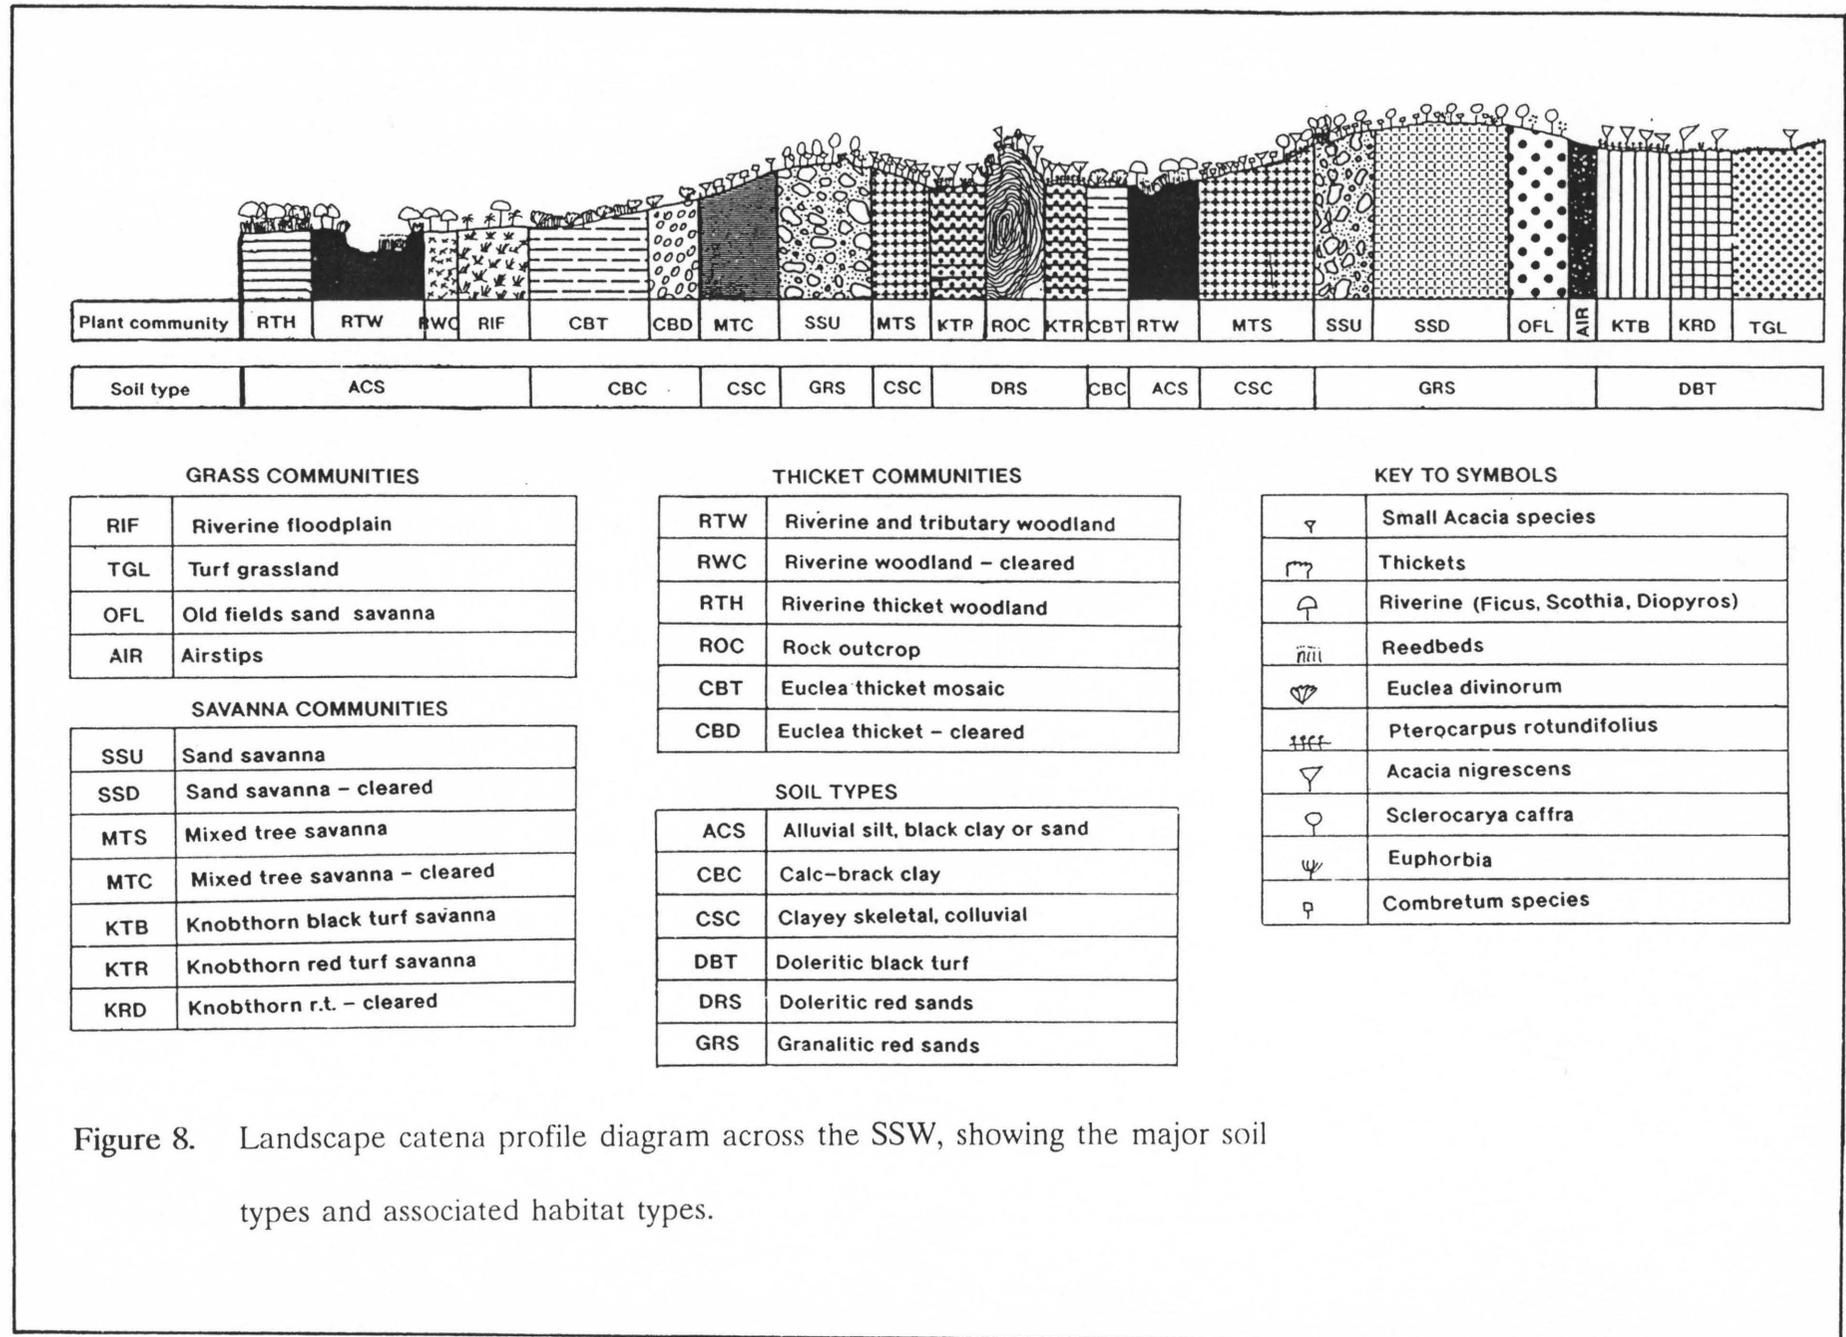 Plant community RTH RTW RWC RIF CBT CBD MTC SSU MTS KTR ROC KTR CBT RTW MTS SSU SSD OFL AIR KTB KRD TGL
Soil type ACS CBC CSC GRS CSC DRS CBC ACS CSC GRS DBT
GRASS COMMUNITIES
RIF Riverine floodplain
TGL Turf grassland
OFL Old fields sand savanna
AIR Airstips
SAVANNA COMMUNITIES
SSU Sand savanna
SSD Sand savanna – cleared
MTS Mixed tree savanna
MTC Mixed tree savanna – cleared
KTB Knobthorn black turf savanna
KTR Knobthorn red turf savanna
KRD Knobthorn r.t. – cleared
THICKET COMMUNITIES
RTW Riverine and tributary woodland
RWC Riverine woodland – cleared
RTH Riverine thicket woodland
ROC Rock outcrop
CBT Euclea thicket mosaic
CBD Euclea thicket – cleared
SOIL TYPES
ACS Alluvial silt, black clay or sand
CBC Calc–brack clay
CSC Clayey skeletal, colluvial
DBT Doleritic black turf
DRS Doleritic red sands
GRS Granalitic red sands
KEY TO SYMBOLS
Small Acacia species
Thickets
Riverine (Ficus, Scothia, Diopyros)
Reedbeds
Euclea divinorum
Pterocarpus rotundifolius
Acacia nigrescens
Sclerocarya caffra
Euphorbia
Combretum species
Figure 8. Landscape catena profile diagram across the SSW, showing the major soil
types and associated habitat types.